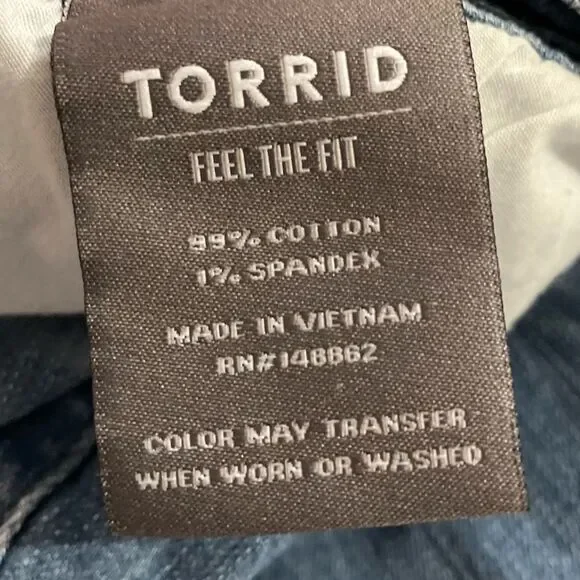 TORRID
FEEL THE FIT
99% COTTON
1% SPANDEX
MADE IN VIETNAM
RN#148862
COLOR MAY TRANSFER
WHEN WORN OR WASHED